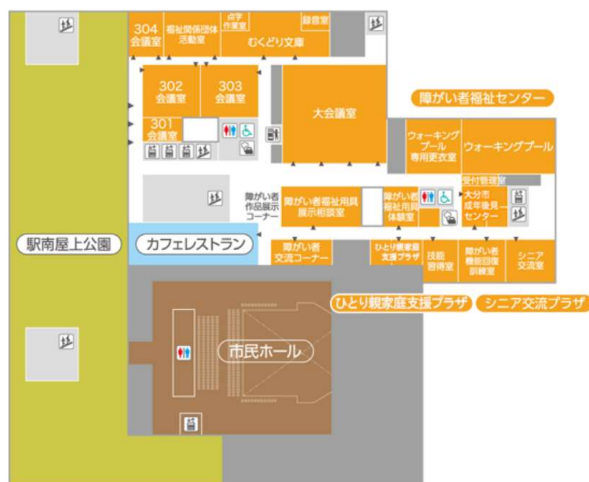 304
会議室
福祉関係団体
活動室
点字
作業室
むくどり文庫
録音室
302
会議室
303
会議室
301
会議室
大会議室
障がい者福祉センター
ウォーキング
プール
専用更衣室
ウォーキングプール
受付管理室
障がい者
作品展示
コーナー
障がい者福祉用具
展示相談室
障がい者
福祉用具
体験室
大分市
成年後見
センター
駅南屋上公園
カフェレストラン
障がい者
交流コーナー
ひとり親家庭
支援プラザ
技能
習得室
障がい者
機能回復
訓練室
シニア
交流室
ひとり親家庭支援プラザ
シニア交流プラザ
市民ホール